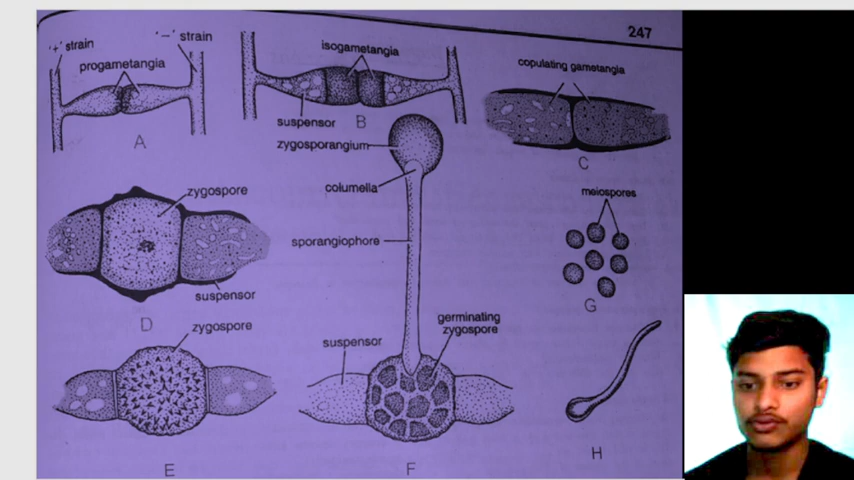 247
'+' strain
'–' strain
progametangia
A
isogametangia
suspensor
B
copulating gametangia
C
zygosporangium
columella
sporangiophore
zygospore
suspensor
D
meiospores
G
zygospore
E
suspensor
germinating
zygospore
F
H